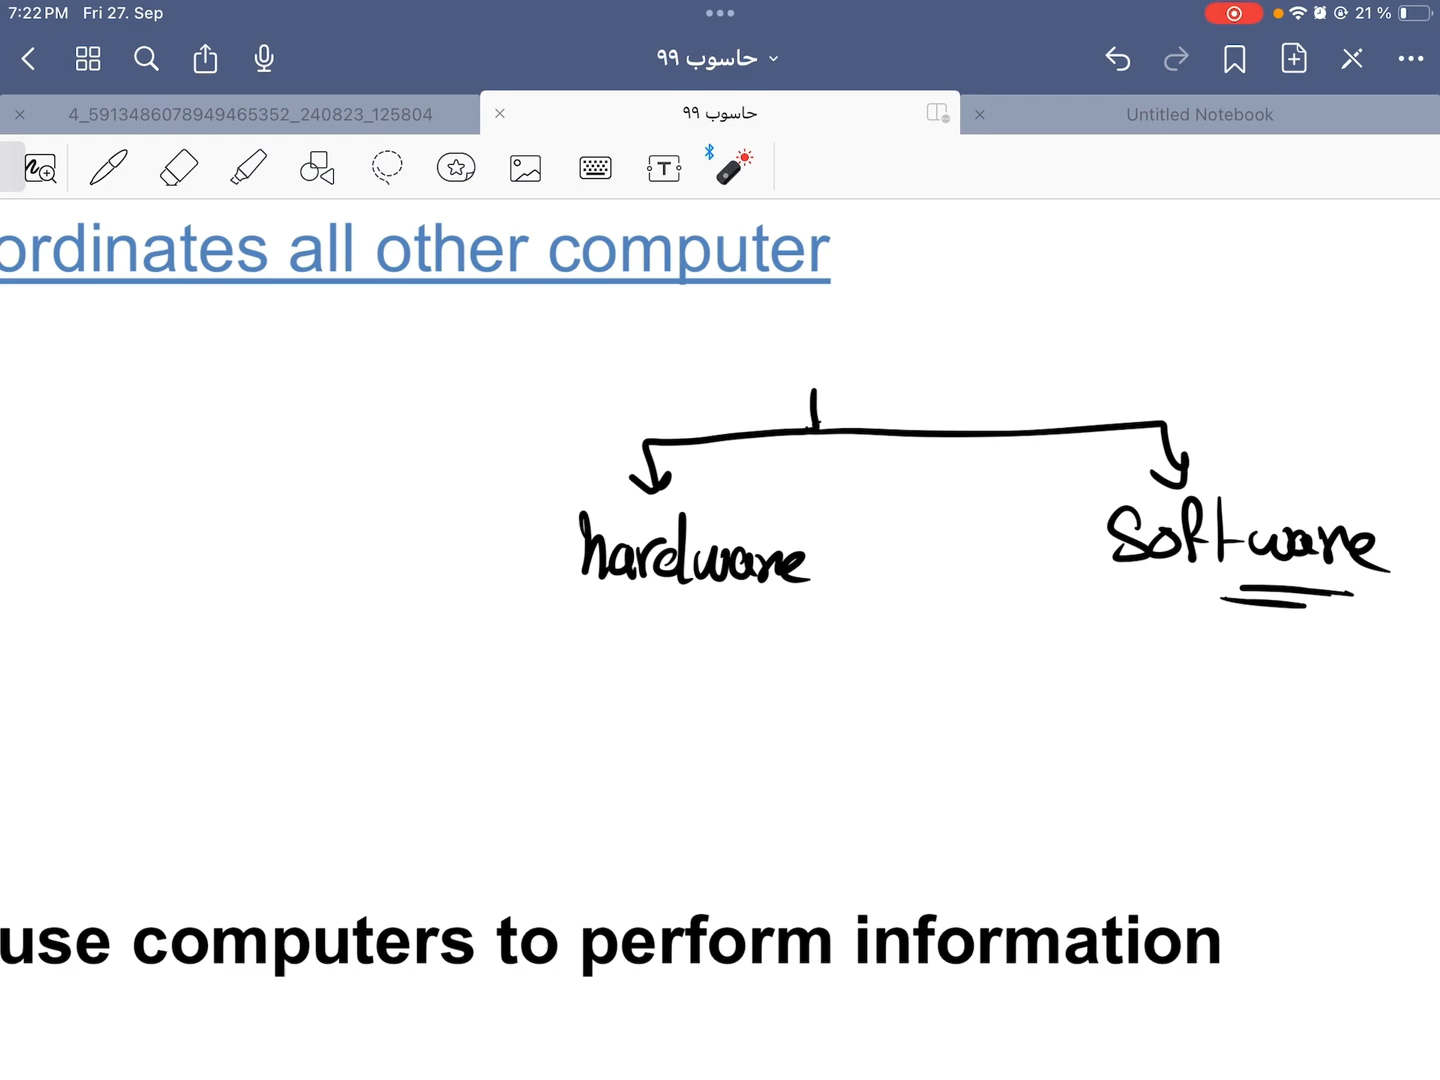 7:22 PM Fri 27. Sep
21 %
حاسوب ٩٩
4_5913486078949465352_240823_125804
حاسوب ٩٩
Untitled Notebook
T
ordinates all other computer
hardware
Software
use computers to perform information